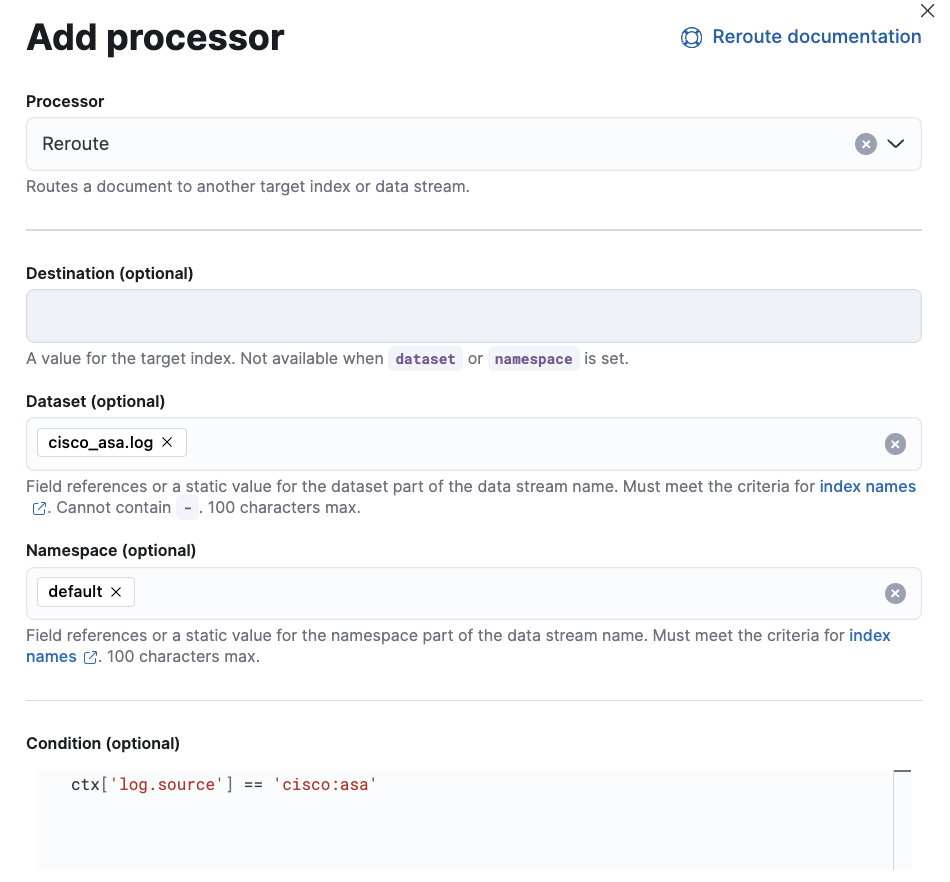 Add processor
Reroute documentation
Processor
Reroute
Routes a document to another target index or data stream.
Destination (optional)
A value for the target index. Not available when dataset or namespace is set.
Dataset (optional)
cisco_asa.log
Field references or a static value for the dataset part of the data stream name. Must meet the criteria for index names
. Cannot contain - . 100 characters max.
Namespace (optional)
default
Field references or a static value for the namespace part of the data stream name. Must meet the criteria for index
names . 100 characters max.
Condition (optional)
ctx['log.source'] == 'cisco:asa'